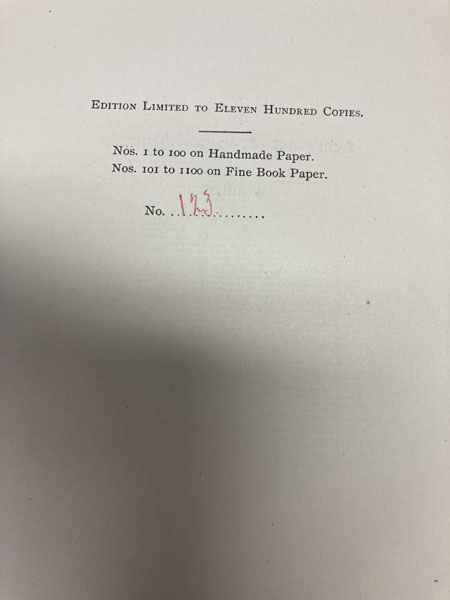 Edition Limited to Eleven Hundred Copies.
Nos. 1 to 100 on Handmade Paper.
Nos. 101 to 1100 on Fine Book Paper.
No. ...123..........